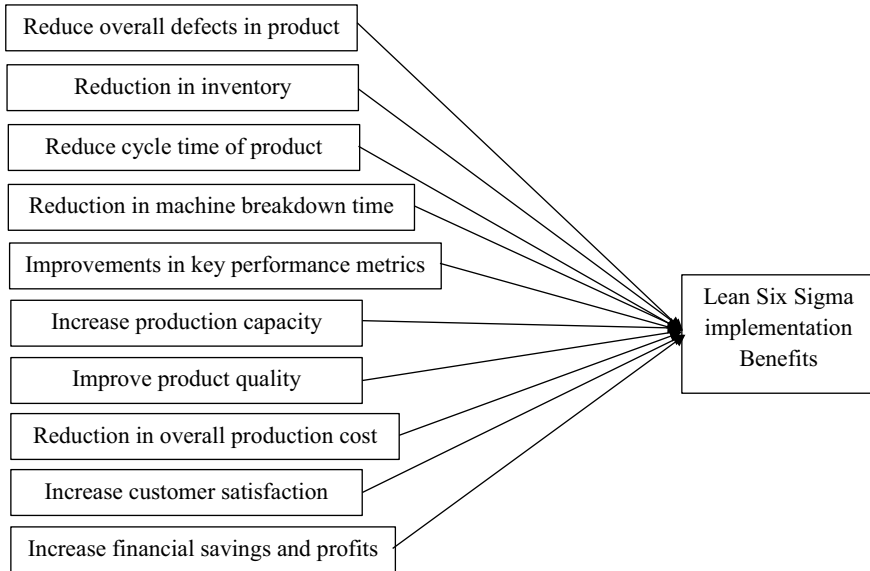 Reduce overall defects in product
Reduction in inventory
Reduce cycle time of product
Reduction in machine breakdown time
Improvements in key performance metrics
Increase production capacity
Improve product quality
Reduction in overall production cost
Increase customer satisfaction
Increase financial savings and profits
Lean Six Sigma
implementation
Benefits